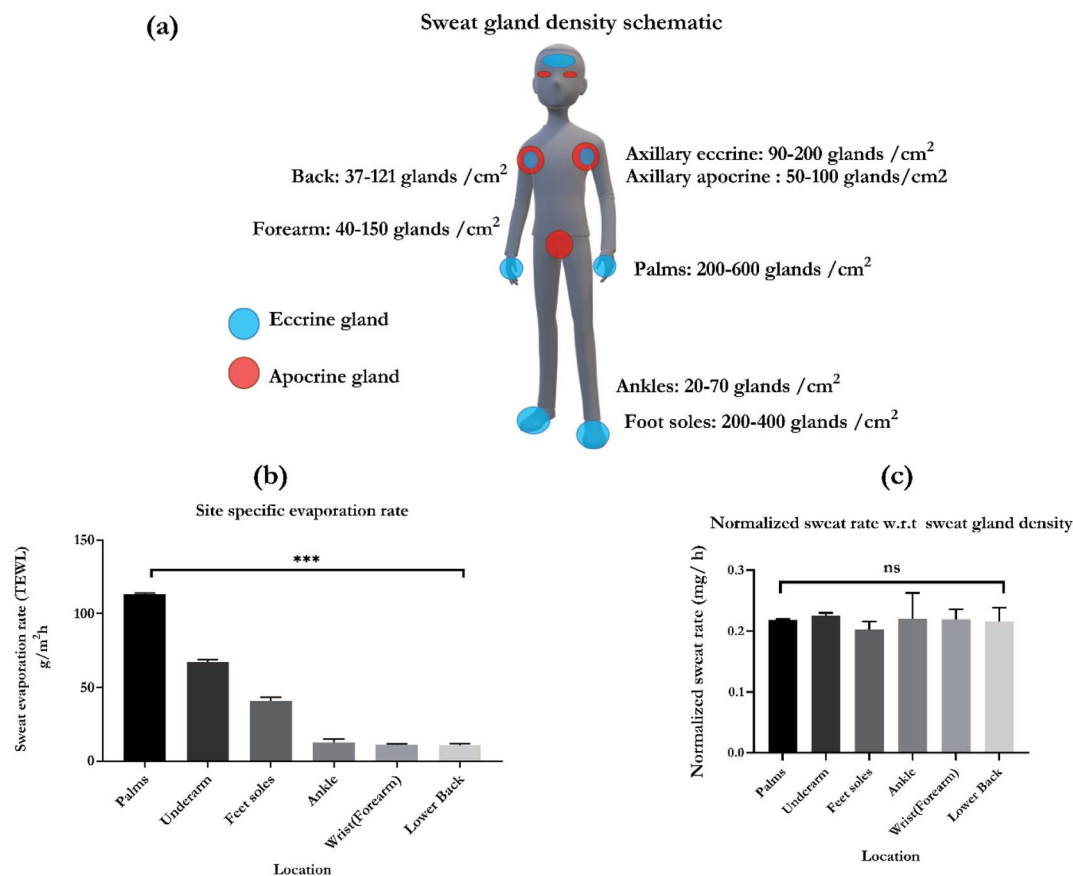 (a)
Sweat gland density schematic
Axillary eccrine: 90-200 glands /cm²
Back: 37-121 glands /cm²
Axillary apocrine : 50-100 glands/cm2
Forearm: 40-150 glands /cm²
Palms: 200-600 glands /cm²
Eccrine gland
Apocrine gland
Ankles: 20-70 glands /cm²
Foot soles: 200-400 glands /cm²
(b)
Site specific evaporation rate
Sweat evaporation rate (TEWL)
g/m²h
150
100
50
0
***
Palms
Underarm
Feet soles
Ankle
Wrist(Forearm)
Lower Back
Location
(c)
Normalized sweat rate w.r.t sweat gland density
Normalized sweat rate (mg/ h)
0.3
0.2
0.1
0.0
ns
Palms
Underarm
Feet soles
Ankle
Wrist(Forearm)
Lower Back
Location